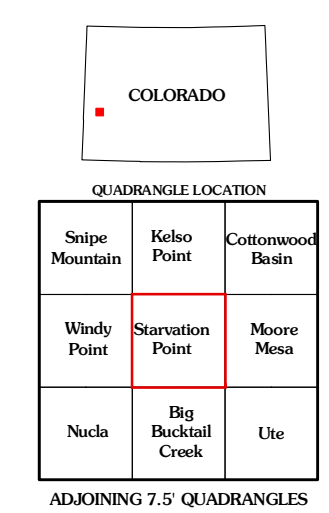 COLORADO
QUADRANGLE LOCATION
Snipe
Mountain
Kelso
Point
Cottonwood
Basin
Windy
Point
Starvation
Point
Moore
Mesa
Nucla
Big
Bucktail
Creek
Ute
ADJOINING 7.5' QUADRANGLES